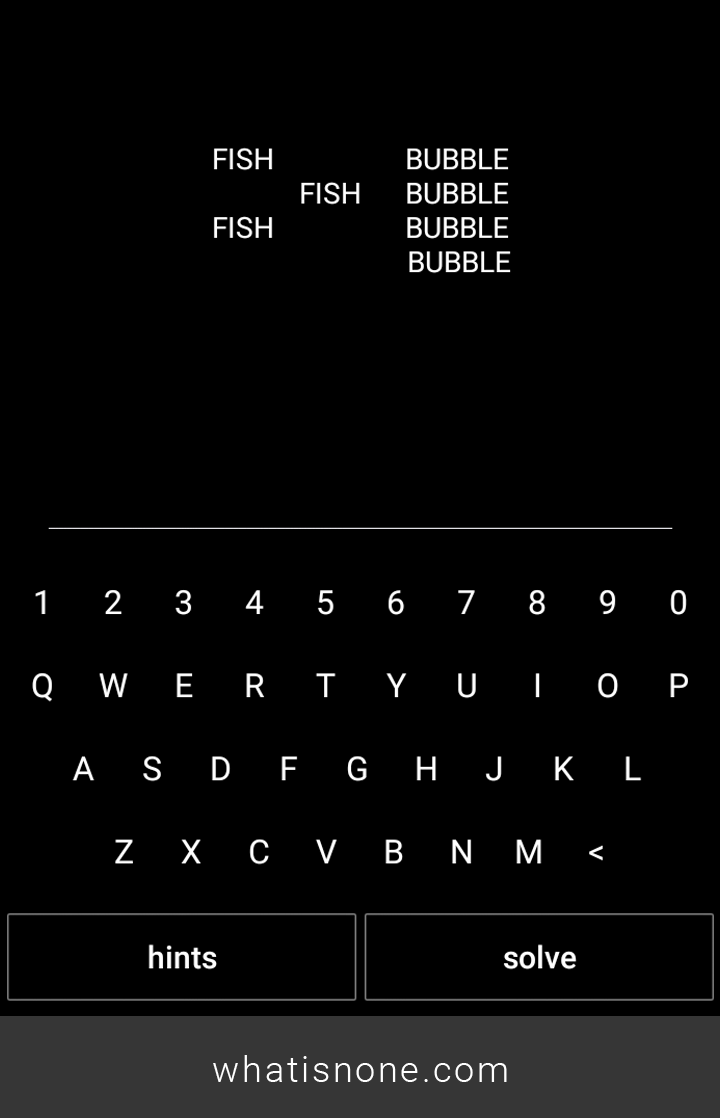 FISH BUBBLE
FISH BUBBLE
FISH BUBBLE
BUBBLE
1 2 3 4 5 6 7 8 9 0
Q W E R T Y U I O P
A S D F G H J K L
Z X C V B N M <
hints solve
whatisnone.com